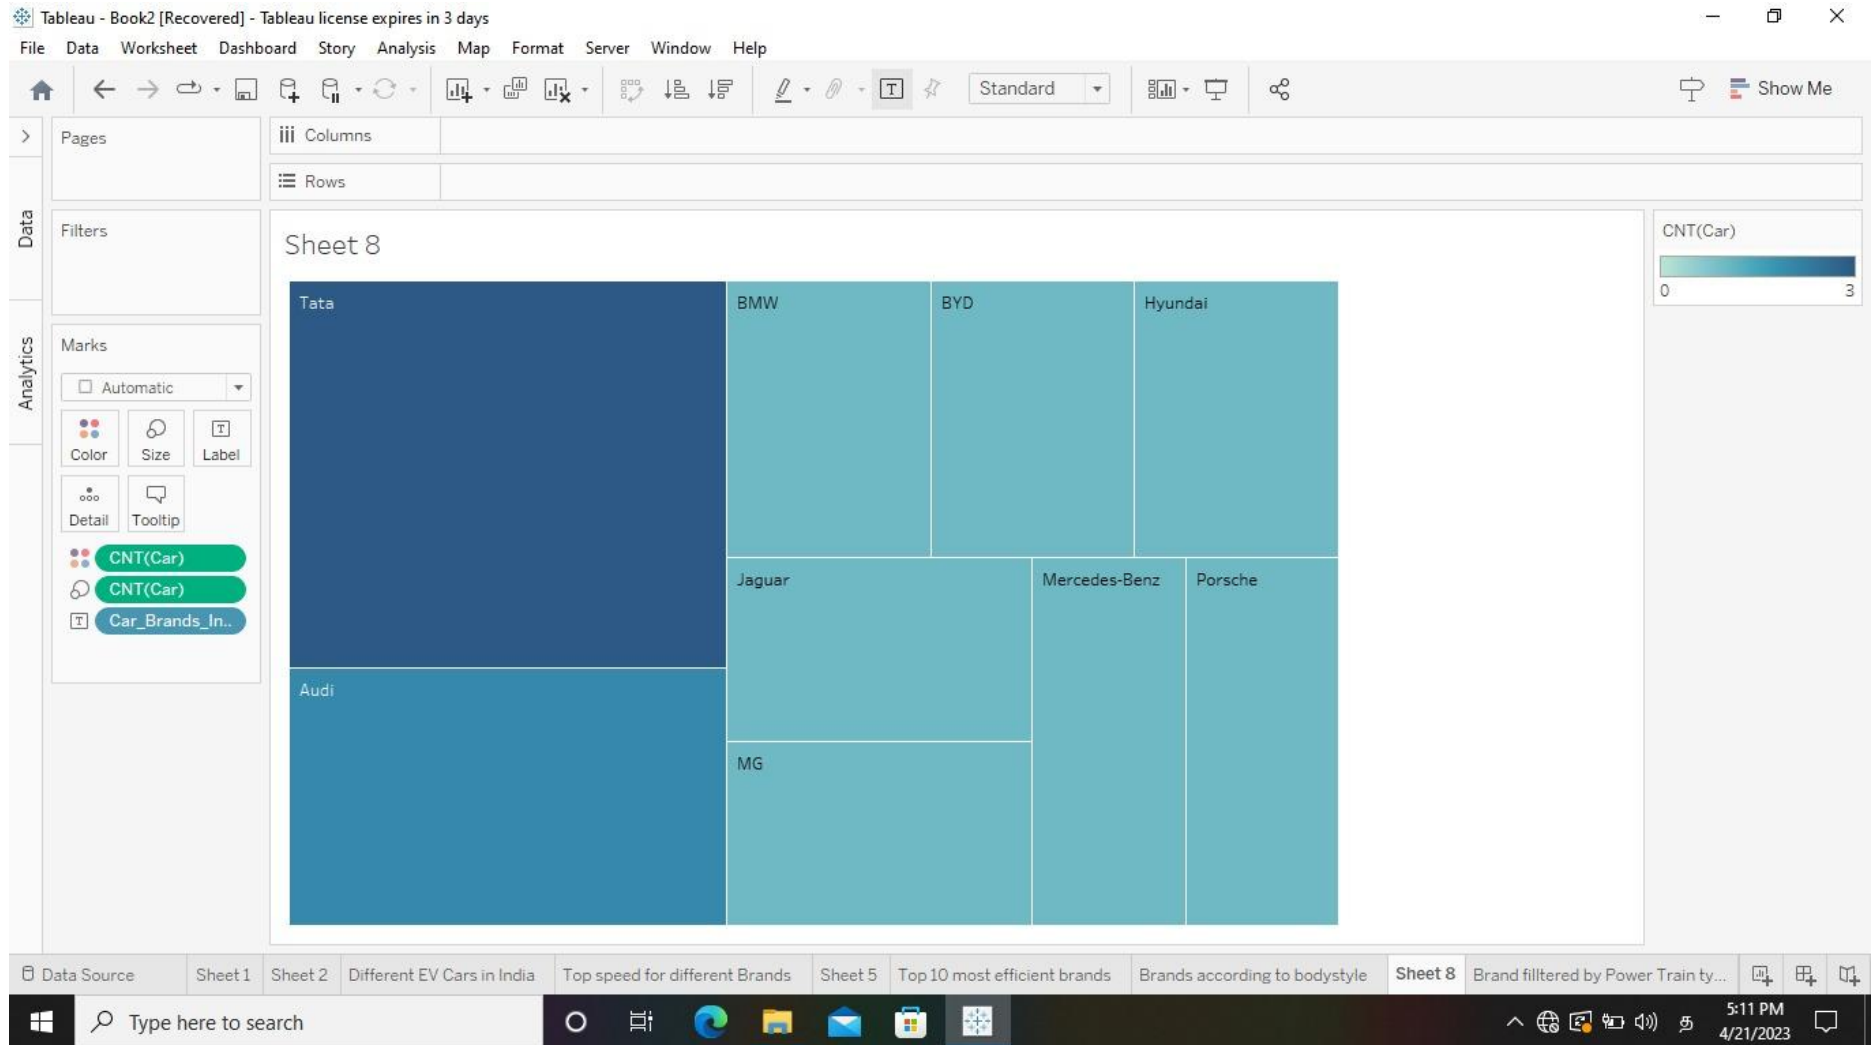 Tableau - Book2 [Recovered] - Tableau license expires in 3 days
File Data Worksheet Dashboard Story Analysis Map Format Server Window Help
Standard
Show Me
Pages
iii Columns
Rows
Data
Analytics
Filters
Sheet 8
CNT(Car)
0 3
Marks
Automatic
Color Size Label
Detail Tooltip
CNT(Car)
CNT(Car)
Car_Brands_In..
Tata
BMW
BYD
Hyundai
Audi
Jaguar
Mercedes-Benz
Porsche
MG
Data Source Sheet 1 Sheet 2 Different EV Cars in India Top speed for different Brands Sheet 5 Top 10 most efficient brands Brands according to bodystyle Sheet 8 Brand filltered by Power Train ty...
Type here to search
த
5:11 PM
4/21/2023